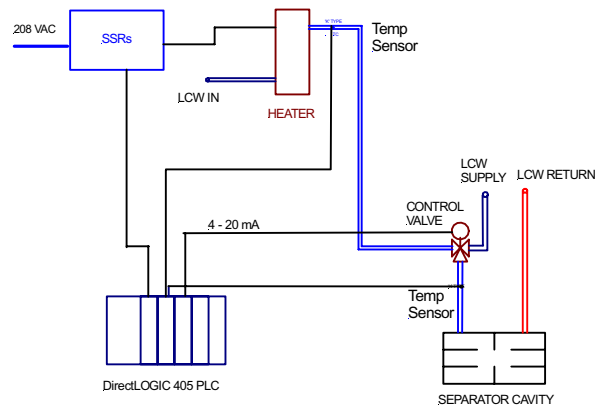 208 VAC
SSRs
'K' TYPE
Temp
Sensor
LCW IN
HEATER
LCW
SUPPLY
LCW RETURN
CONTROL
VALVE
4 - 20 mA
Temp
Sensor
DirectLOGIC 405 PLC
SEPARATOR CAVITY